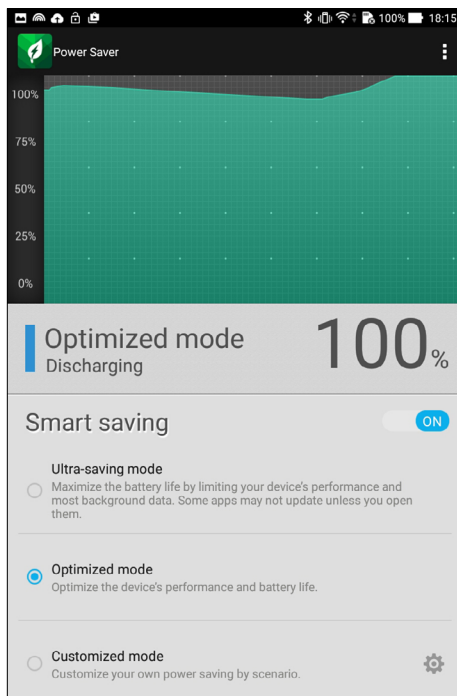 100% 18:15
Power Saver
100%
75%
50%
25%
0%
Optimized mode
Discharging
100%
Smart saving
ON
Ultra-saving mode
Maximize the battery life by limiting your device's performance and
most background data. Some apps may not update unless you open
them.
Optimized mode
Optimize the device's performance and battery life.
Customized mode
Customize your own power saving by scenario.